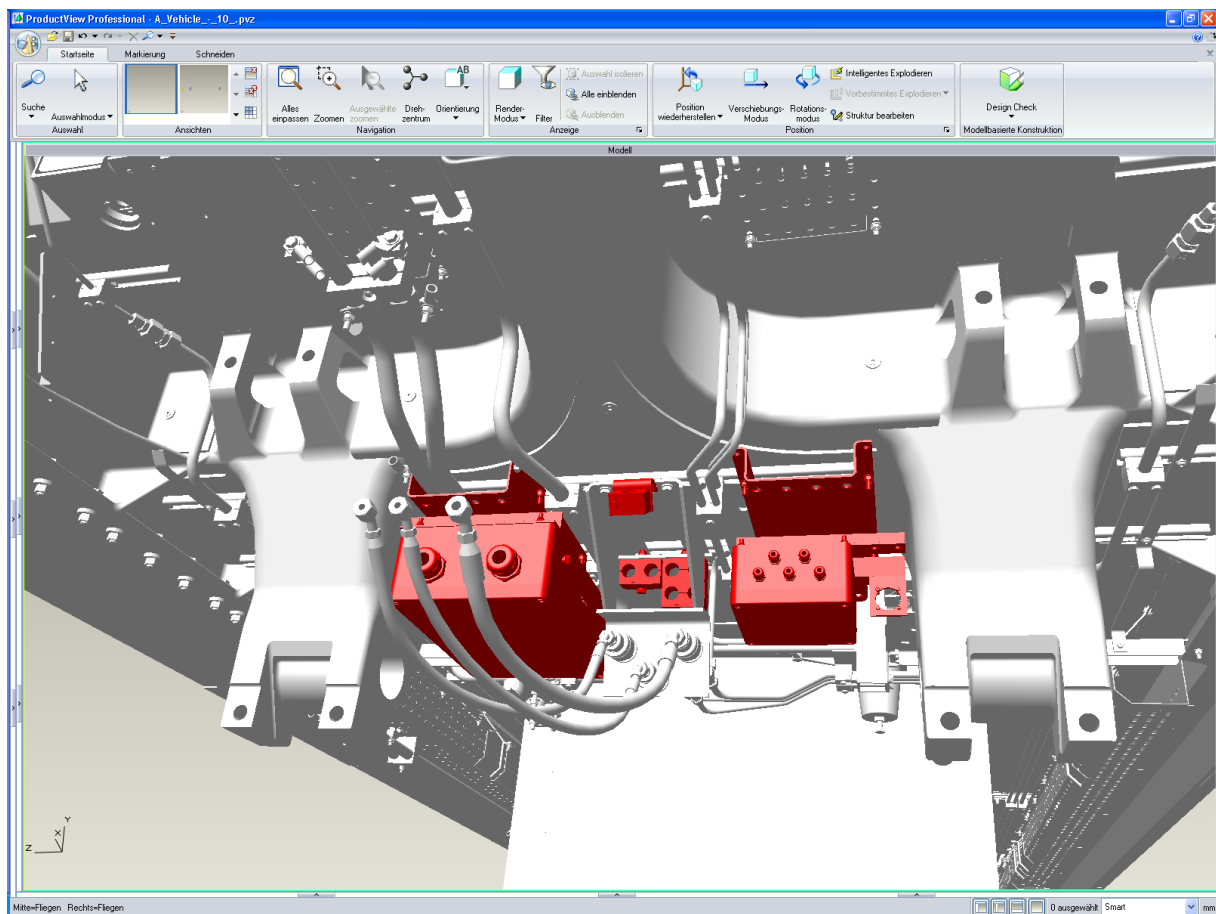 ProductView Professional - A_Vehicle_-_10_.pvz
Startseite Markierung Schneiden
Suche
Auswahlmodus
Auswahl
Ansichten
Alles einpassen
Zoomen
Ausgewählte zoomen
Dreh-zentrum
Orientierung
Navigation
Render-Modus
Filter
Auswahl isolieren
Alle einblenden
Ausblenden
Anzeige
Position wiederherstellen
Verschiebungs-Modus
Rotations-modus
Intelligentes Explodieren
Vorbestimmtes Explodieren
Struktur bearbeiten
Position
Design Check
Modellbasierte Konstruktion
Modell
Y
X
Z
Mitte=Fliegen Rechts=Fliegen
0 ausgewählt Smart mm